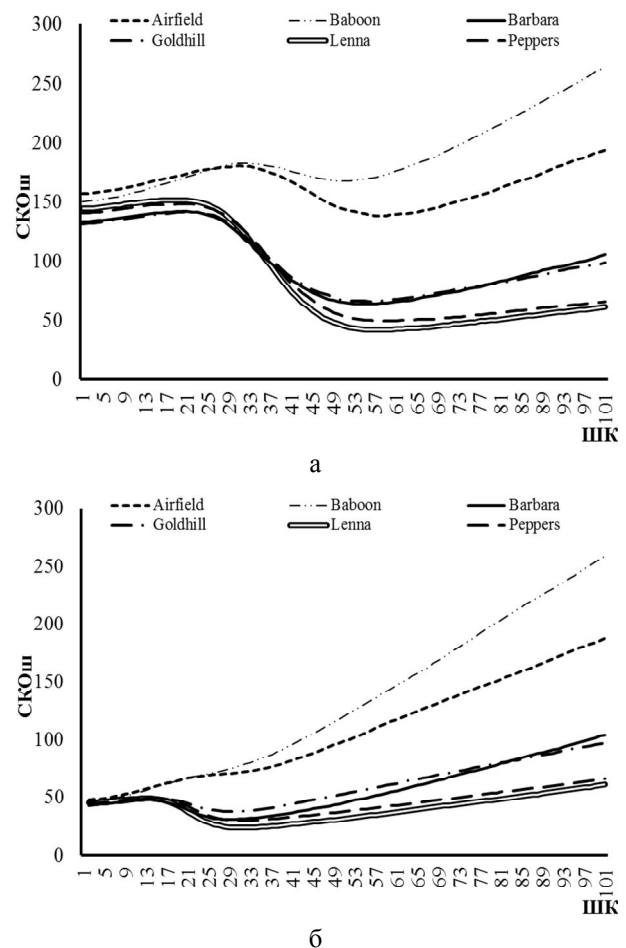 300
Airfield Baboon Barbara
Goldhill Lenna Peppers
250
200
150
100
50
0
СКОш
1 5 9 13 17 21 25 29 33 37 41 45 49 53 57 61 65 69 73 77 81 85 89 93 97 101
ШК
а
300
Airfield Baboon Barbara
Goldhill Lenna Peppers
250
200
150
100
50
0
СКОш
1 5 9 13 17 21 25 29 33 37 41 45 49 53 57 61 65 69 73 77 81 85 89 93 97 101
ШК
б